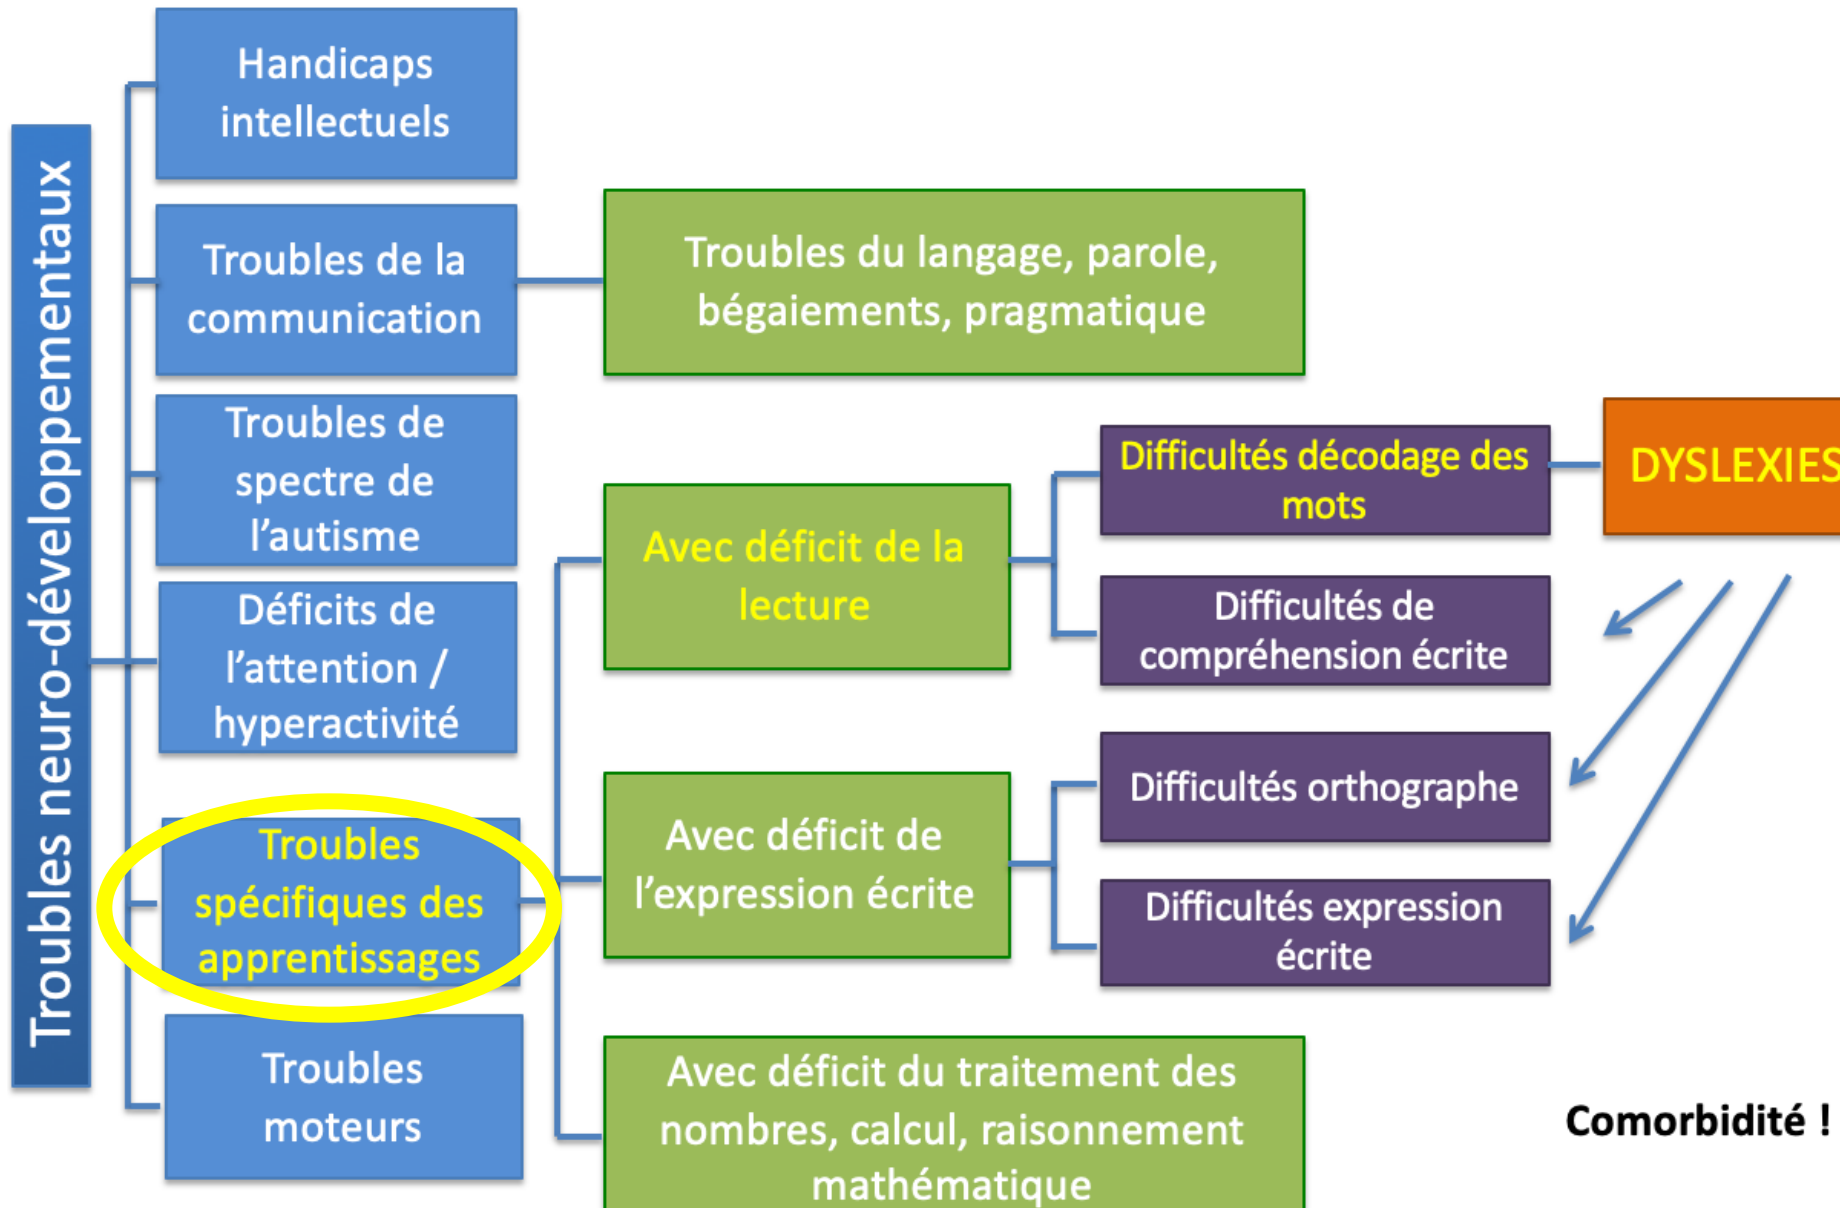 Troubles neuro-développementaux
Handicaps
intellectuels
Troubles de la
communication
Troubles du langage, parole,
bégaiements, pragmatique
Troubles de
spectre de
l'autisme
Déficits de
l'attention /
hyperactivité
Troubles
spécifiques des
apprentissages
Troubles
moteurs
Avec déficit de la
lecture
Difficultés décodage des
mots
DYSLEXIES
Difficultés de
compréhension écrite
Avec déficit de
l'expression écrite
Difficultés orthographe
Difficultés expression
écrite
Avec déficit du traitement des
nombres, calcul, raisonnement
mathématique
Comorbidité !